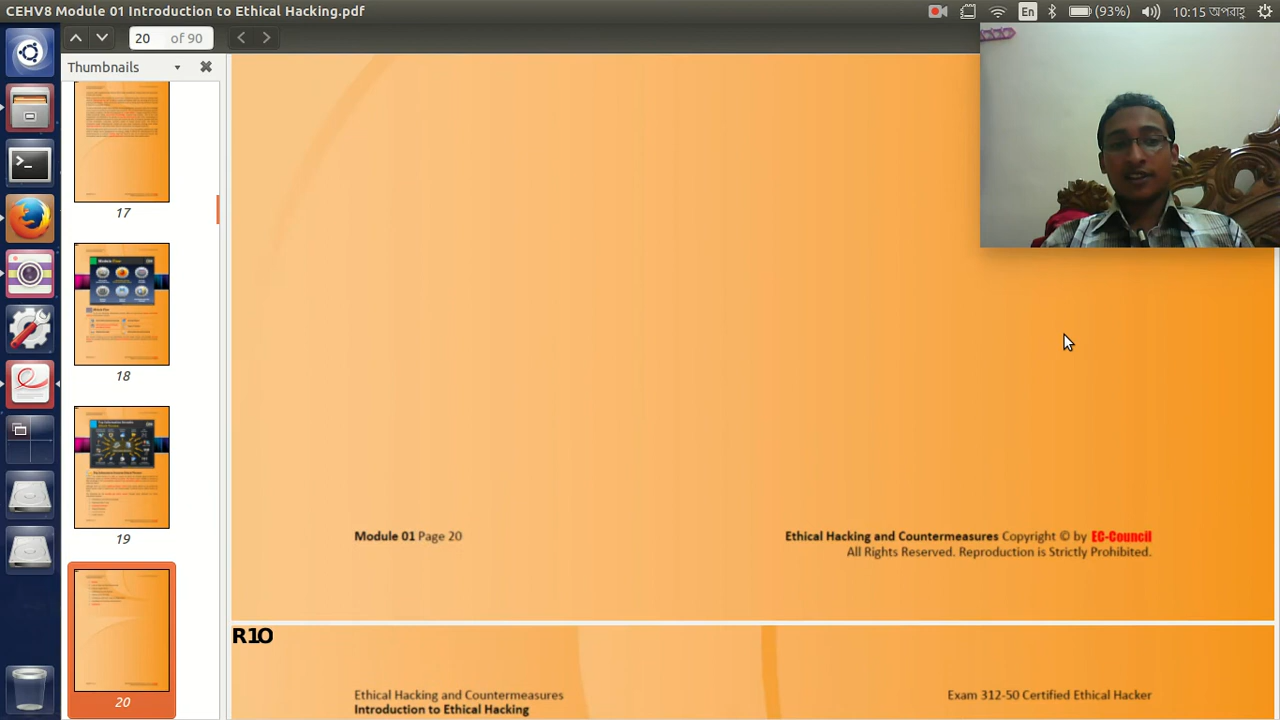 CEHV8 Module 01 Introduction to Ethical Hacking.pdf
En
(93%)
10:15 অপরাহ্ণ
20
of 90
Thumbnails
17
18
19
20
Module 01 Page 20
Ethical Hacking and Countermeasures Copyright © by EC-Council
All Rights Reserved. Reproduction is Strictly Prohibited.
R1O
Ethical Hacking and Countermeasures
Exam 312-50 Certified Ethical Hacker
Introduction to Ethical Hacking